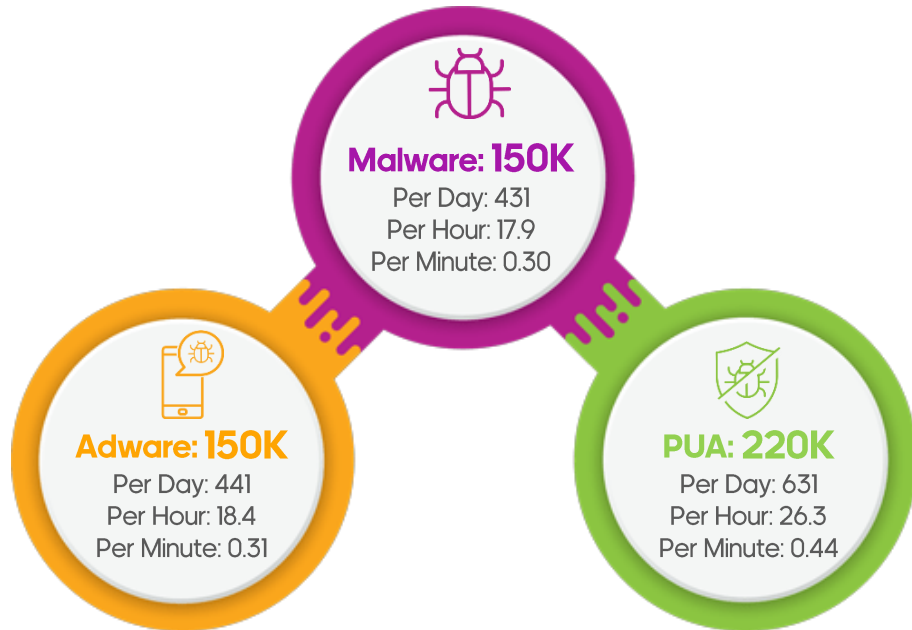 Malware: 150K
Per Day: 431
Per Hour: 17.9
Per Minute: 0.30
Adware: 150K
Per Day: 441
Per Hour: 18.4
Per Minute: 0.31
PUA: 220K
Per Day: 631
Per Hour: 26.3
Per Minute: 0.44